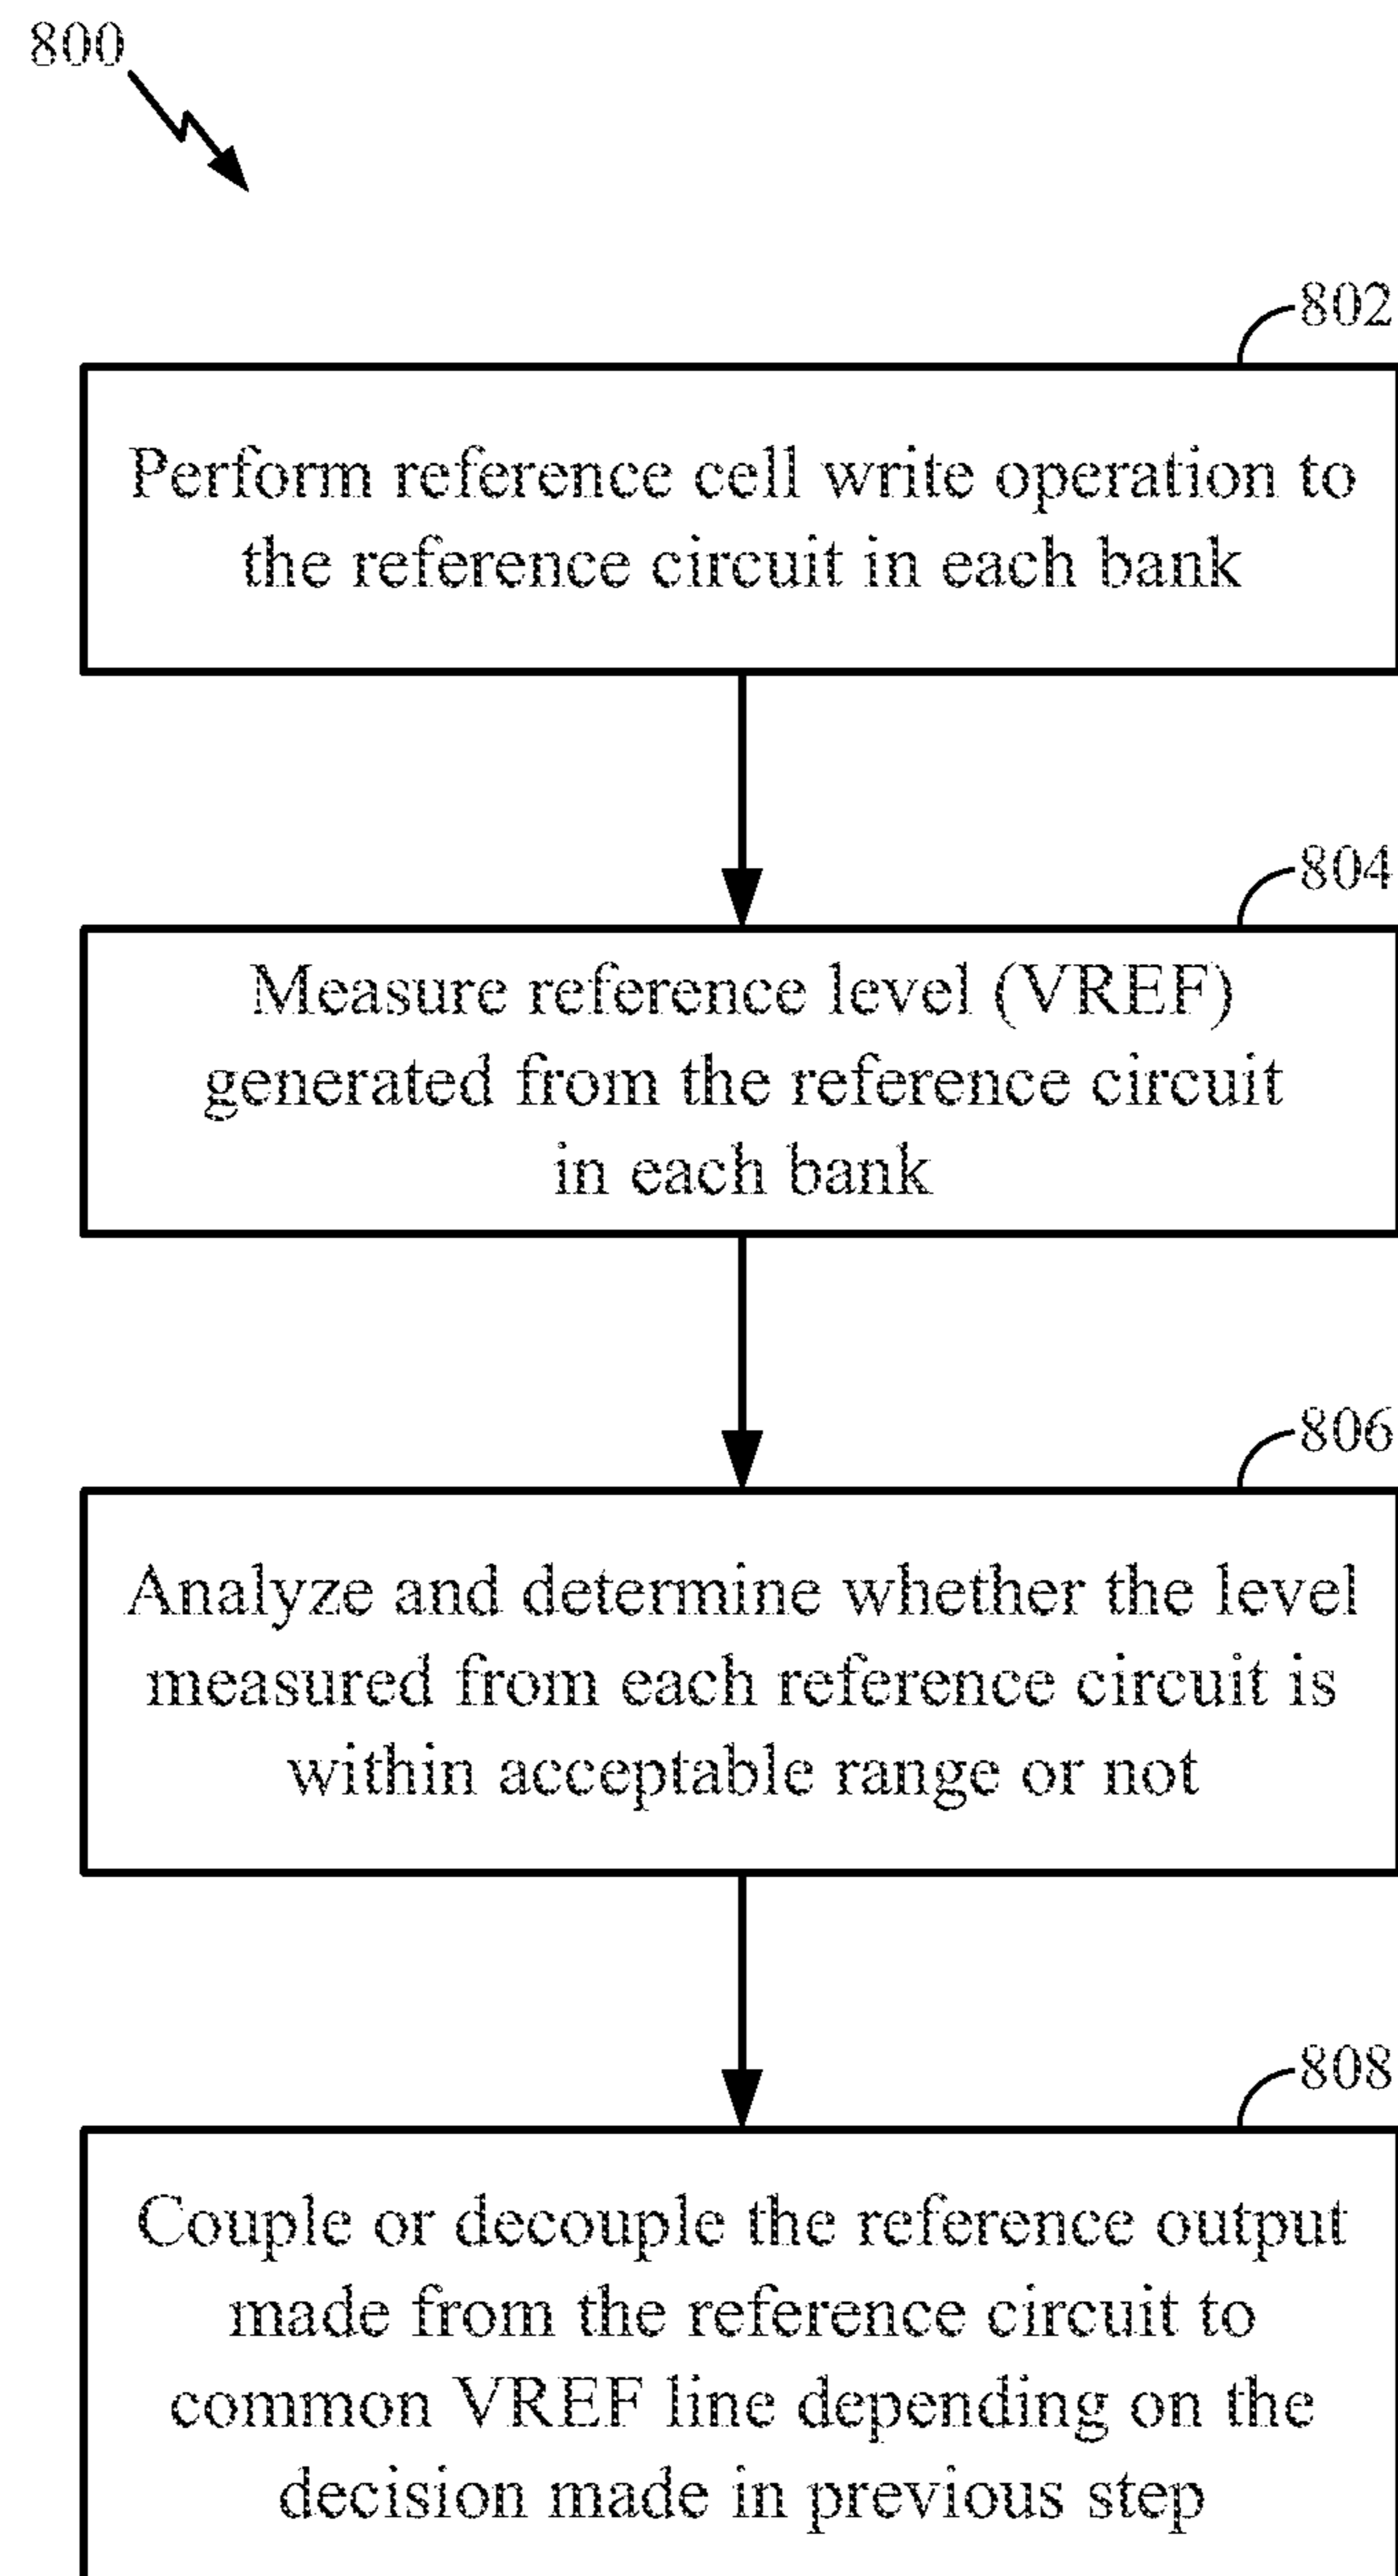 800
802
Perform reference cell write operation to
the reference circuit in each bank
804
Measure reference level (VREF)
generated from the reference circuit
in each bank
806
Analyze and determine whether the level
measured from each reference circuit is
within acceptable range or not
808
Couple or decouple the reference output
made from the reference circuit to
common VREF line depending on the
decision made in previous step